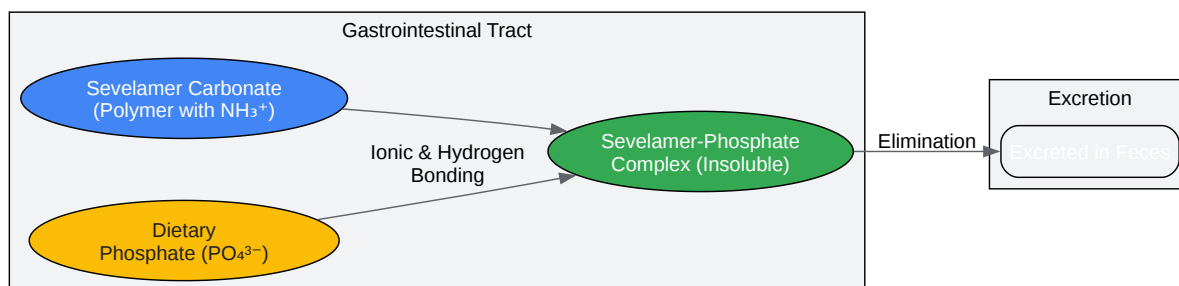 Gastrointestinal Tract
Sevelamer Carbonate
(Polymer with NH₃⁺)
Ionic & Hydrogen
Bonding
Dietary
Phosphate (PO₄³⁻)
Sevelamer-Phosphate
Complex (Insoluble)
Elimination
Excretion
Excreted in Feces